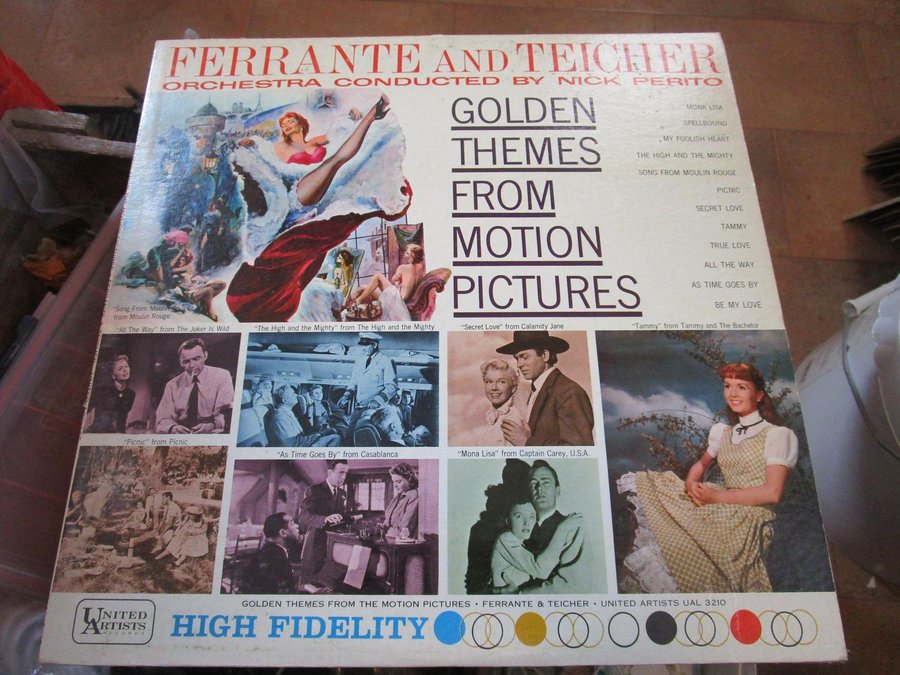 FERRANTE AND TEICHER
ORCHESTRA CONDUCTED BY NICK PERITO
GOLDEN
THEMES
FROM
MOTION
PICTURES
MONA LISA
SPELLBOUND
MY FOOLISH HEART
THE HIGH AND THE MIGHTY
SONG FROM MOULIN ROUGE
PICNIC
SECRET LOVE
TAMMY
TRUE LOVE
ALL THE WAY
AS TIME GOES BY
BE MY LOVE
"Song From Moulin
from Moulin Rouge
"All The Way" from The Joker Is Wild
"The High and the Mighty" from The High and the Mighty
"Secret Love" from Calamity Jane
"Tammy" from Tammy and The Bachelor
"Picnic" from Picnic
"As Time Goes By" from Casablanca
"Mona Lisa" from Captain Carey, U.S.A.
GOLDEN THEMES FROM THE MOTION PICTURES • FERRANTE & TEICHER • UNITED ARTISTS UAL 3210
UNITED
ARTISTS
RECORDS
HIGH FIDELITY